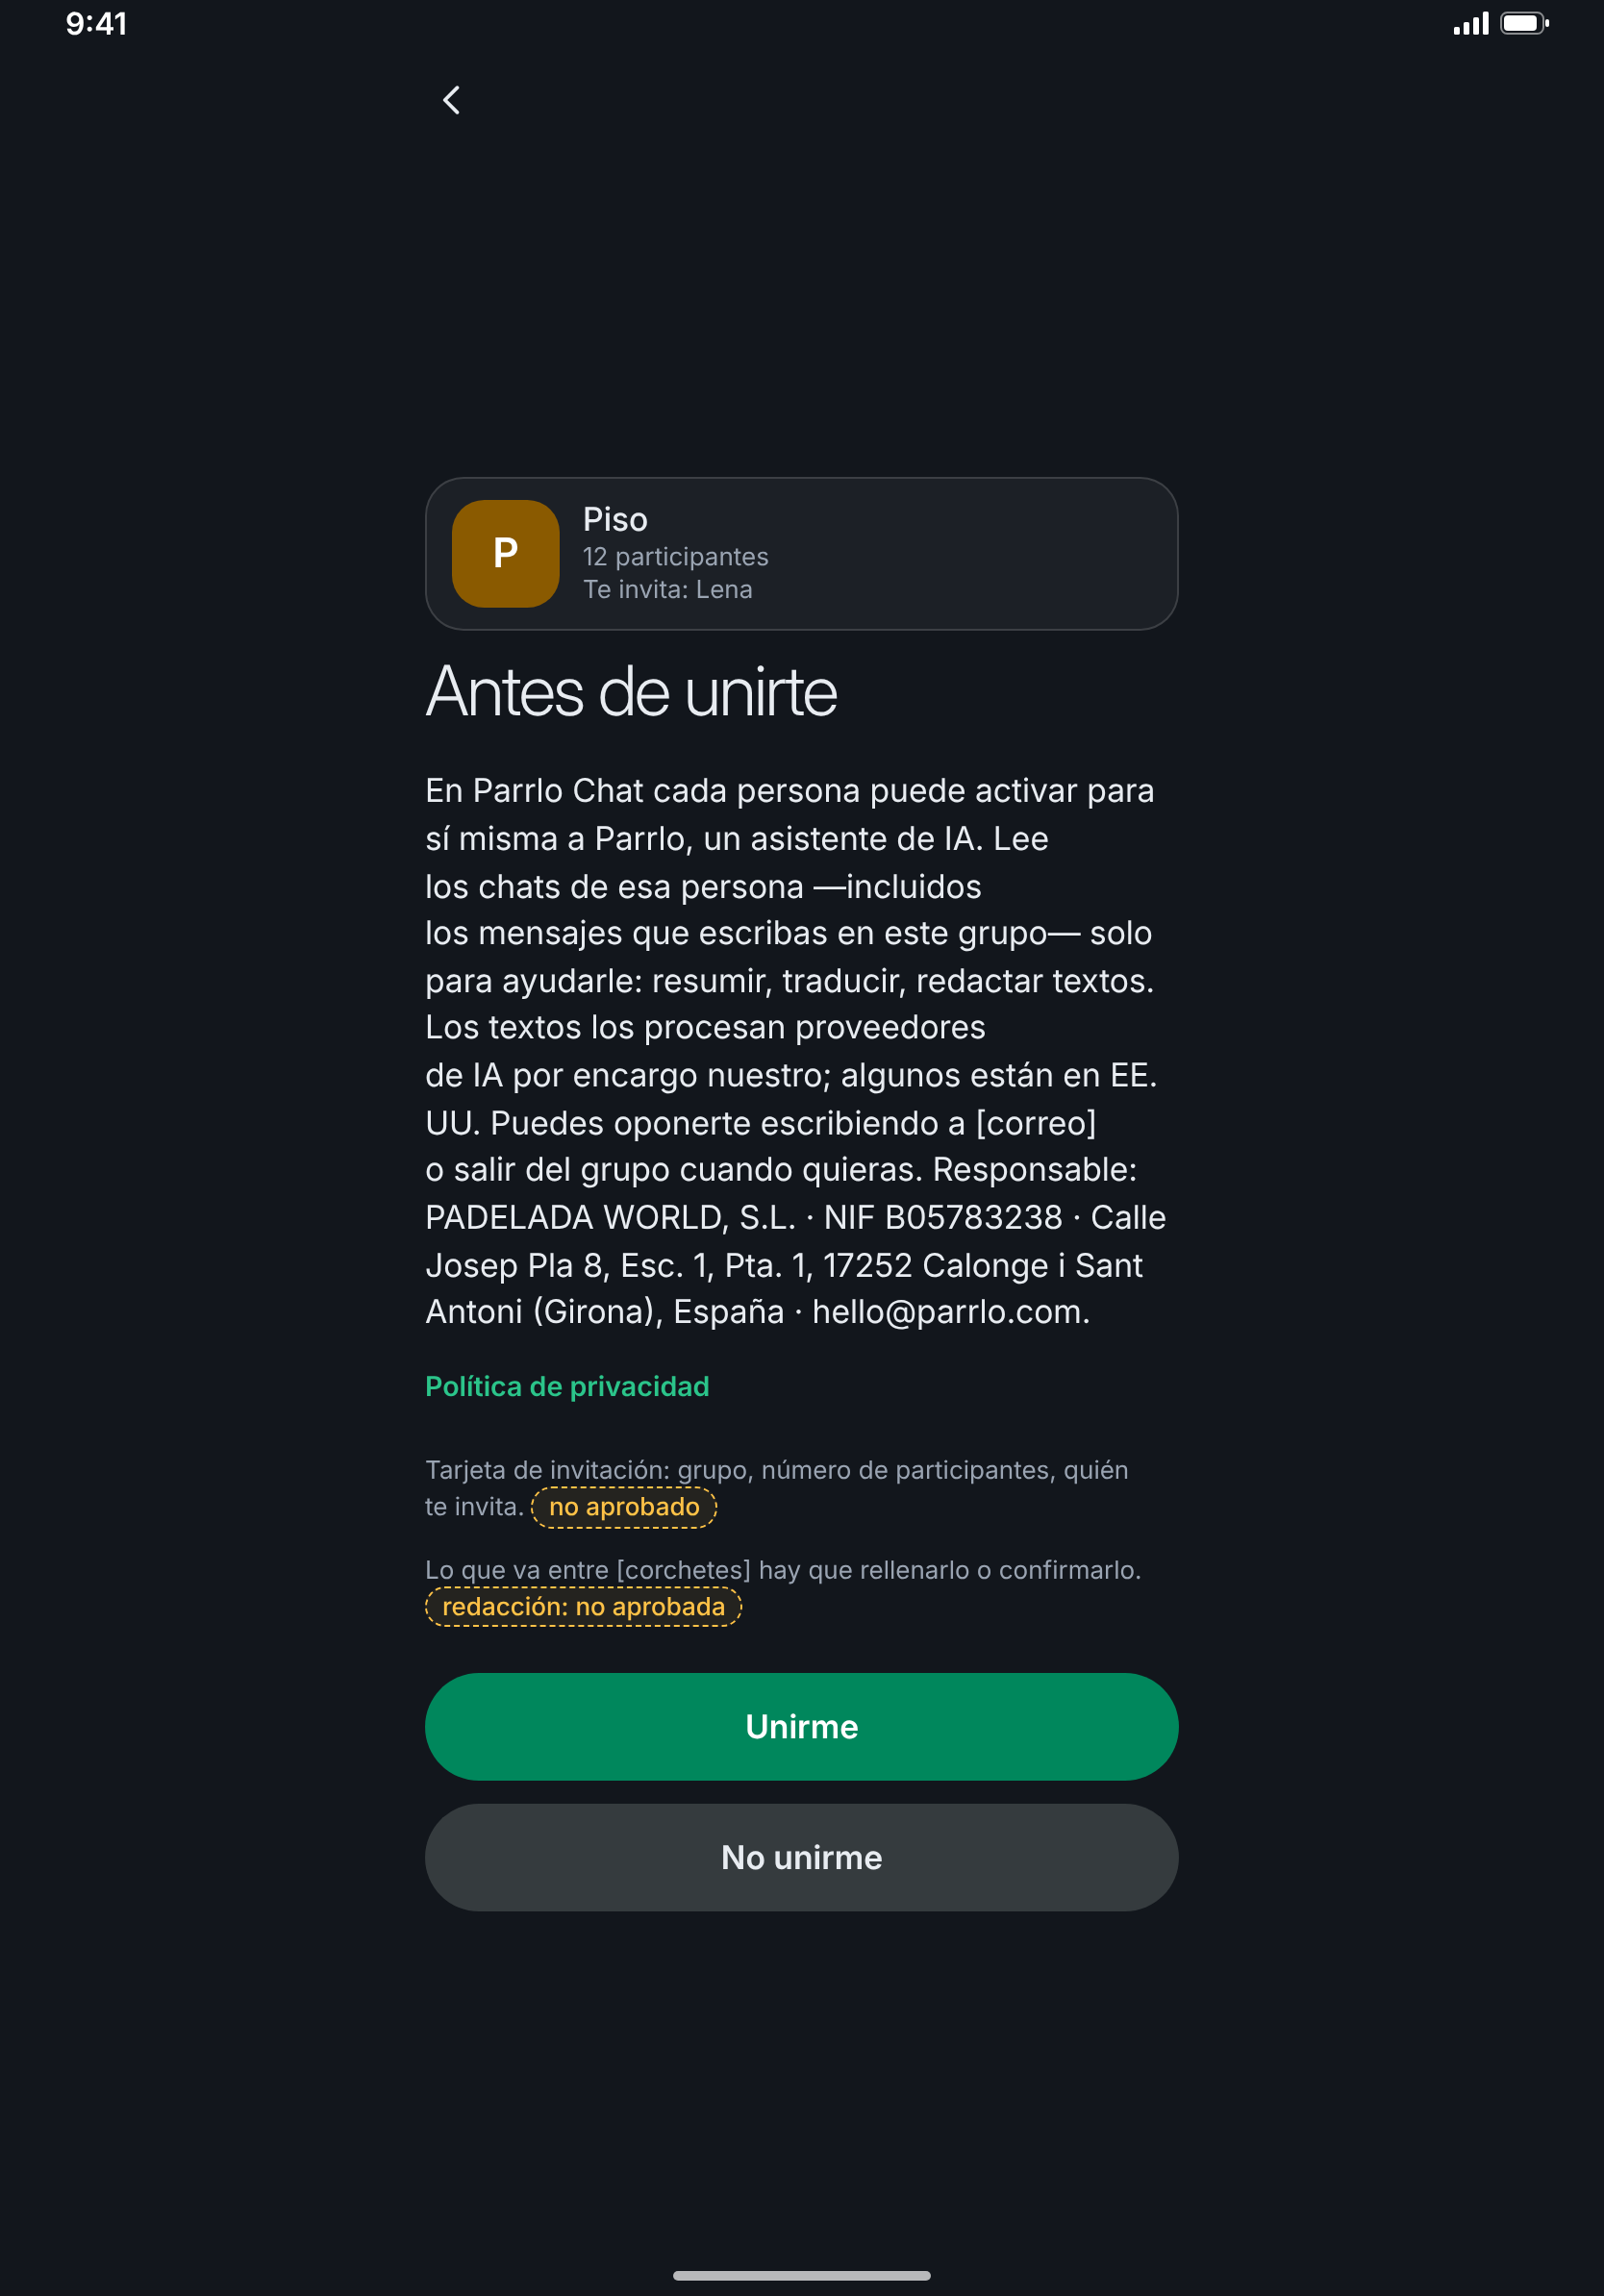 9:41
P
Piso
12 participantes
Te invita: Lena
Antes de unirte
En Parrlo Chat cada persona puede activar para
sí misma a Parrlo, un asistente de IA. Lee
los chats de esa persona —incluidos
los mensajes que escribas en este grupo— solo
para ayudarle: resumir, traducir, redactar textos.
Los textos los procesan proveedores
de IA por encargo nuestro; algunos están en EE.
UU. Puedes oponerte escribiendo a [correo]
o salir del grupo cuando quieras. Responsable:
PADELADA WORLD, S.L. · NIF B05783238 · Calle
Josep Pla 8, Esc. 1, Pta. 1, 17252 Calonge i Sant
Antoni (Girona), España · hello@parrlo.com.
Política de privacidad
Tarjeta de invitación: grupo, número de participantes, quién
te invita. no aprobado
Lo que va entre [corchetes] hay que rellenarlo o confirmarlo.
redacción: no aprobada
Unirme
No unirme